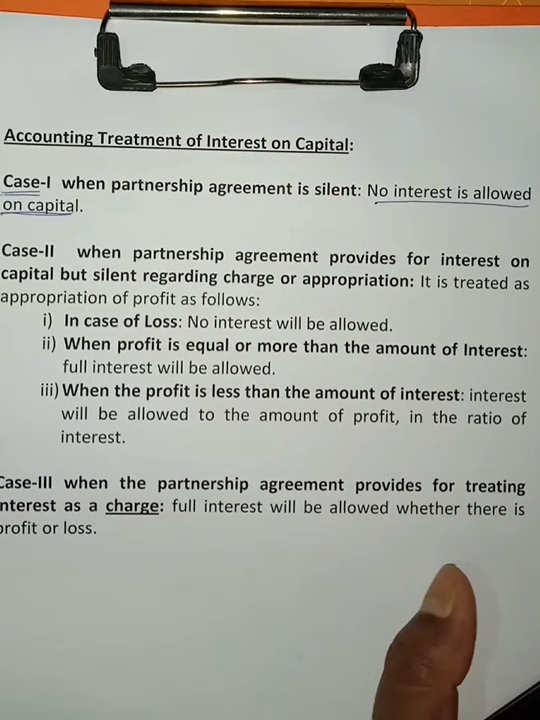 Accounting Treatment of Interest on Capital:
Case-I when partnership agreement is silent: No interest is allowed
on capital.
Case-II when partnership agreement provides for interest on
capital but silent regarding charge or appropriation: It is treated as
appropriation of profit as follows:
i) In case of Loss: No interest will be allowed.
ii) When profit is equal or more than the amount of Interest:
full interest will be allowed.
iii) When the profit is less than the amount of interest: interest
will be allowed to the amount of profit, in the ratio of
interest.
Case-III when the partnership agreement provides for treating
interest as a charge: full interest will be allowed whether there is
profit or loss.